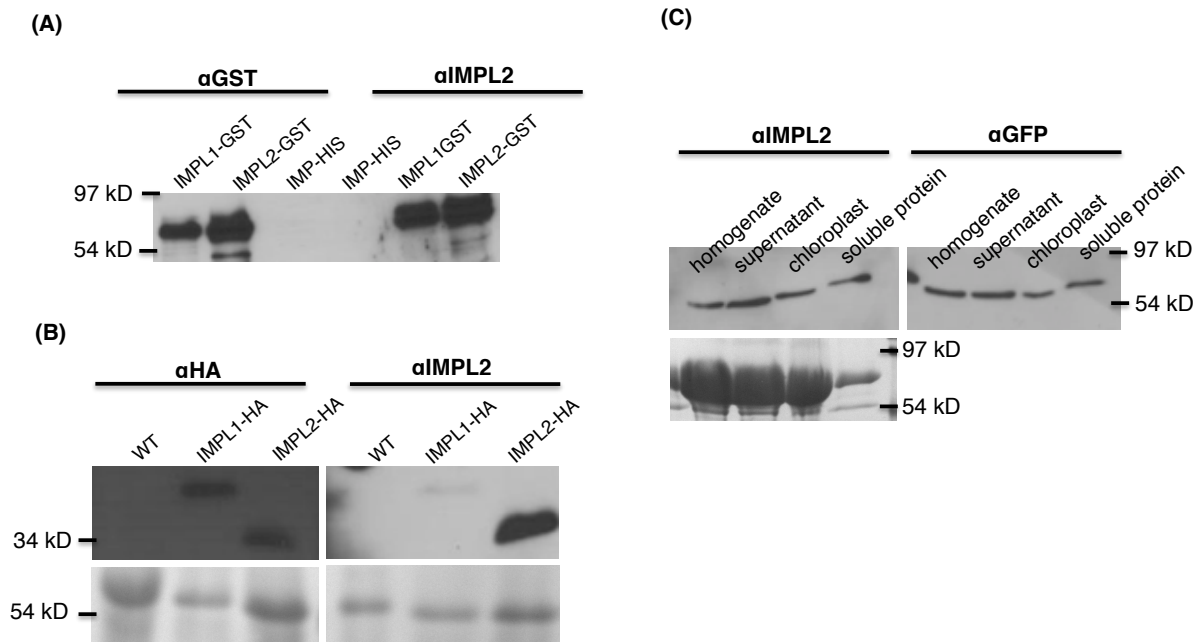 (A)
αGST αIMPL2
IMPL1-GST IMPL2-GST IMP-HIS IMP-HIS IMPL1GST IMPL2-GST
97 kD
54 kD
(B)
αHA αIMPL2
WT IMPL1-HA IMPL2-HA WT IMPL1-HA IMPL2-HA
34 kD
54 kD
(C)
αIMPL2 αGFP
homogenate supernatant chloroplast soluble protein homogenate supernatant chloroplast soluble protein
97 kD
54 kD
97 kD
54 kD